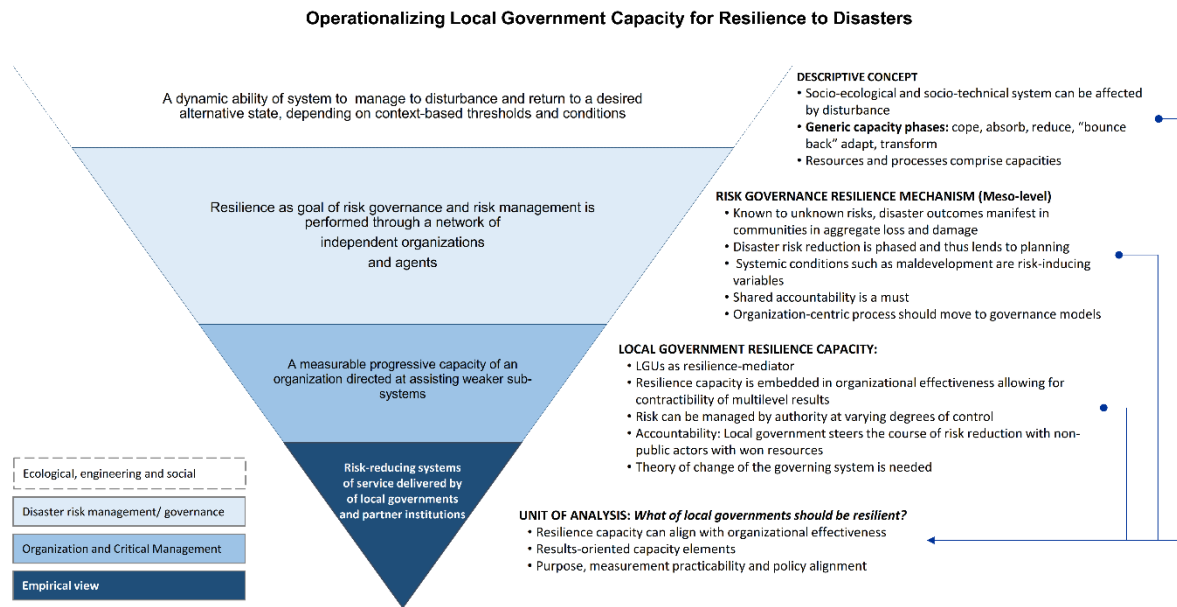 Operationalizing Local Government Capacity for Resilience to Disasters
A dynamic ability of system to  manage to disturbance and return to a desired
alternative state, depending on context-based thresholds and conditions
Resilience as goal of risk governance and risk management is
performed through a network of
independent organizations
and agents
A measurable progressive capacity of an
organization directed at assisting weaker sub-
systems
Risk-reducing systems
of service delivered by
of local governments
and partner institutions
DESCRIPTIVE CONCEPT
• Socio-ecological and socio-technical system can be affected
by disturbance
• Generic capacity phases: cope, absorb, reduce, “bounce
back” adapt, transform
• Resources and processes comprise capacities
RISK GOVERNANCE RESILIENCE MECHANISM (Meso-level)
• Known to unknown risks, disaster outcomes manifest in
communities in aggregate loss and damage
• Disaster risk reduction is phased and thus lends to planning
• Systemic conditions such as maldevelopment are risk-inducing
variables
• Shared accountability is a must
• Organization-centric process should move to governance models
LOCAL GOVERNMENT RESILIENCE CAPACITY:
• LGUs as resilience-mediator
• Resilience capacity is embedded in organizational effectiveness allowing for
contractibility of multilevel results
• Risk can be managed by authority at varying degrees of control
• Accountability: Local government steers the course of risk reduction with non-
public actors with won resources
• Theory of change of the governing system is needed
UNIT OF ANALYSIS: What of local governments should be resilient?
• Resilience capacity can align with organizational effectiveness
• Results-oriented capacity elements
• Purpose, measurement practicability and policy alignment
Ecological, engineering and social
Disaster risk management/ governance
Organization and Critical Management
Empirical view